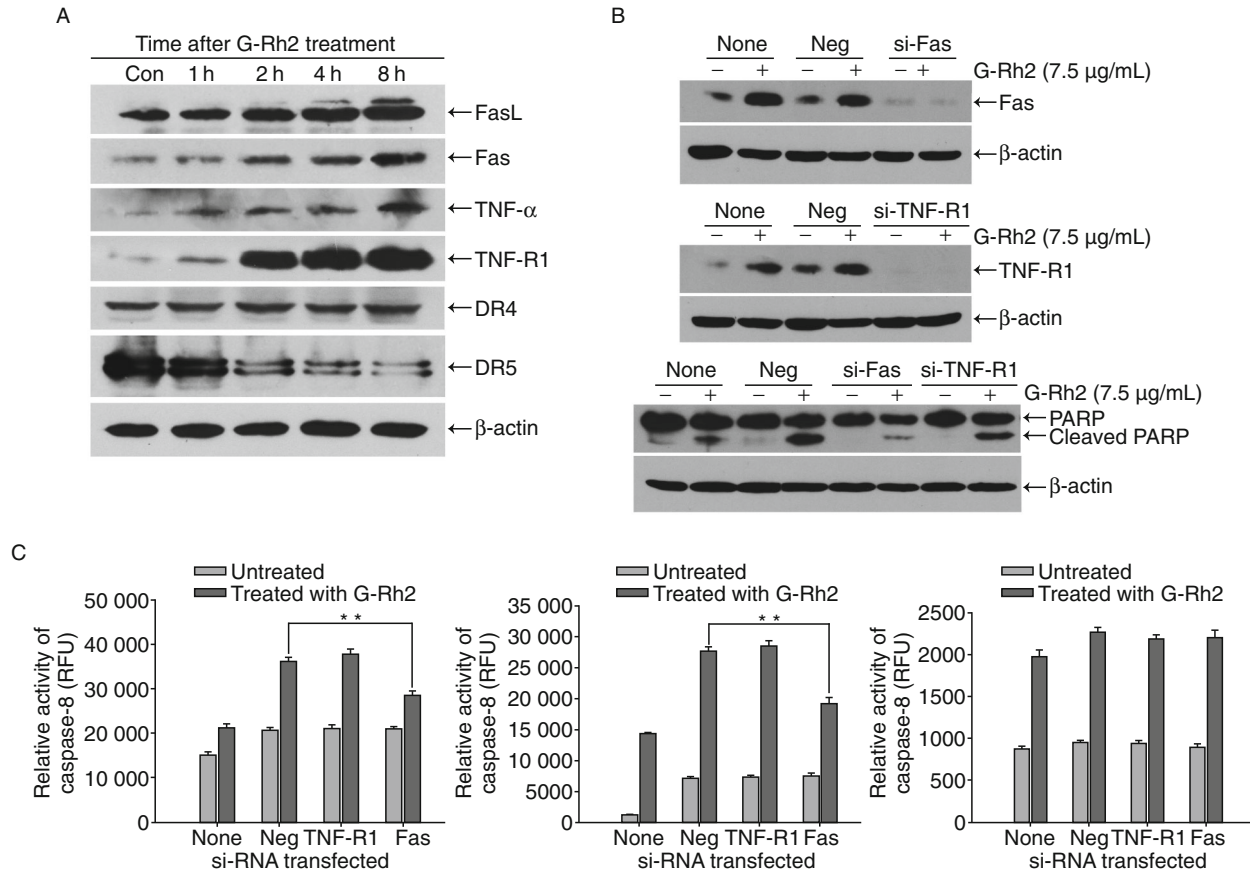 A
Time after G-Rh2 treatment
Con 1 h 2 h 4 h 8 h
←FasL
←Fas
←TNF-α
←TNF-R1
←DR4
←DR5
←β-actin
B
None Neg si-Fas
− + − + − + G-Rh2 (7.5 μg/mL)
←Fas
←β-actin
None Neg si-TNF-R1
− + − + − + G-Rh2 (7.5 μg/mL)
←TNF-R1
←β-actin
None Neg si-Fas si-TNF-R1
− + − + − + − + G-Rh2 (7.5 μg/mL)
←PARP
←Cleaved PARP
←β-actin
C
Untreated
Treated with G-Rh2
Relative activity of
caspase-8 (RFU)
50 000
40 000
30 000
20 000
10 000
0
* *
None Neg TNF-R1 Fas
si-RNA transfected
Untreated
Treated with G-Rh2
Relative activity of
caspase-8 (RFU)
35 000
30 000
25 000
20 000
15 000
10 000
5000
0
* *
None Neg TNF-R1 Fas
si-RNA transfected
Untreated
Treated with G-Rh2
Relative activity of
caspase-8 (RFU)
2500
2000
1500
1000
500
0
None Neg TNF-R1 Fas
si-RNA transfected